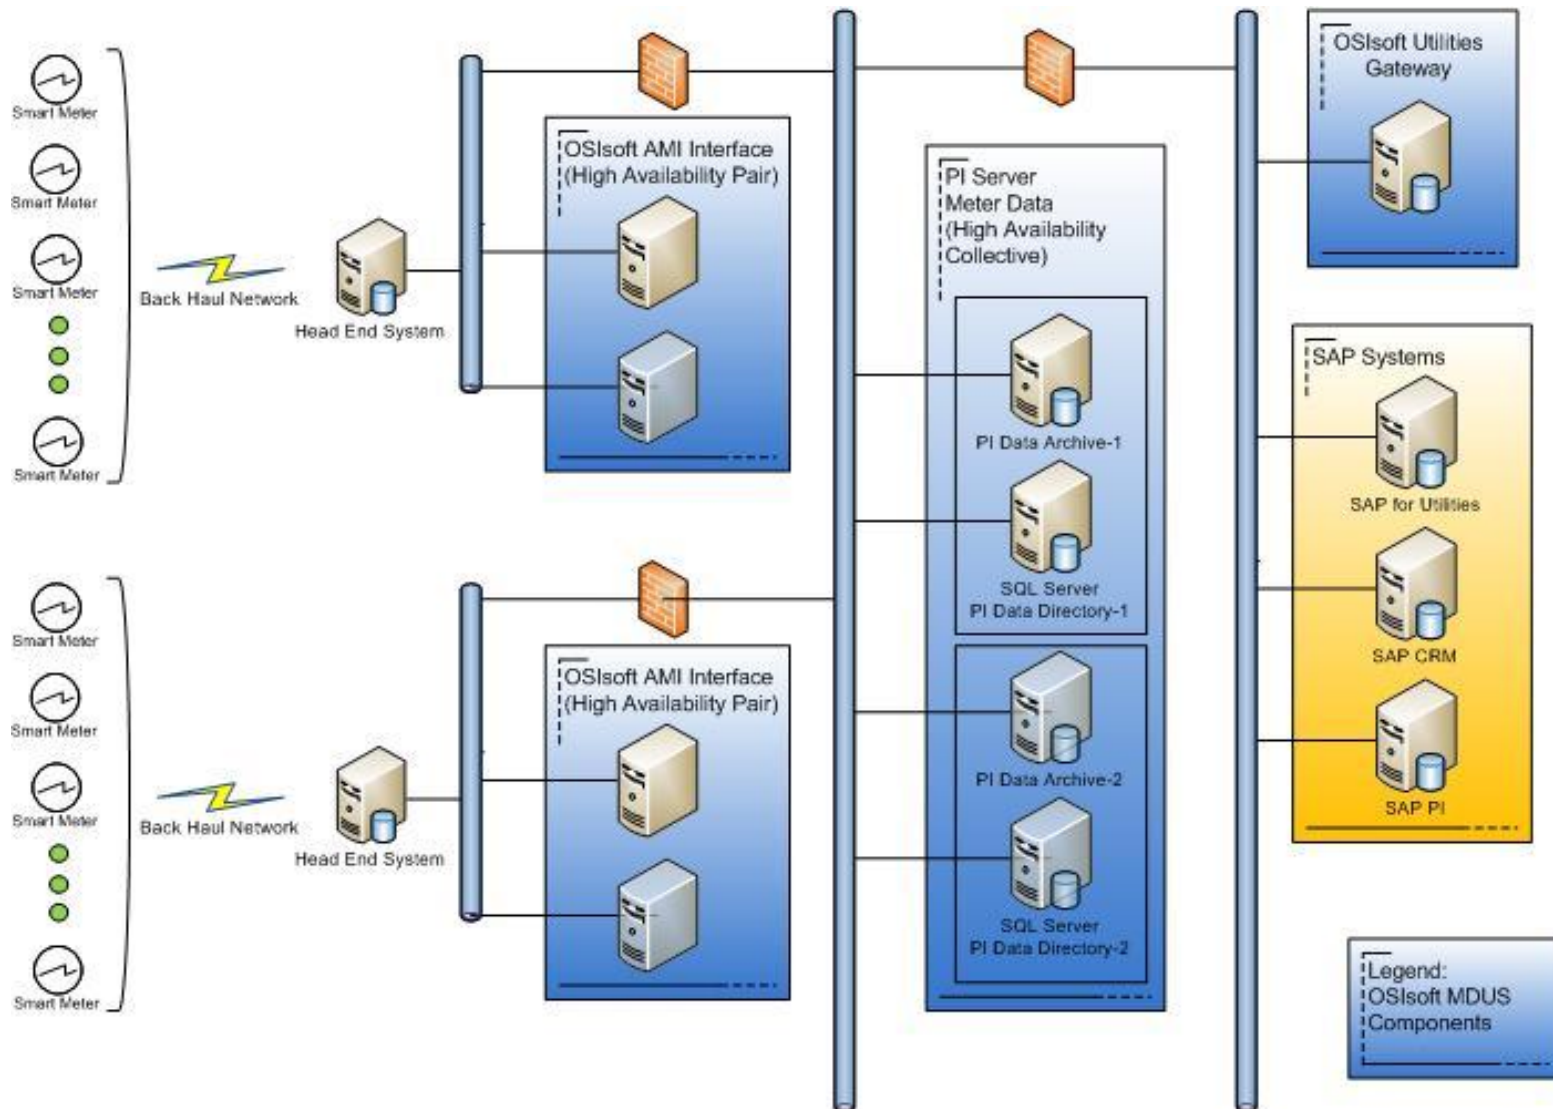 Smart Meter
Smart Meter
Smart Meter
Smart Meter
Back Haul Network
Head End System
OSIsoft AMI Interface
(High Availability Pair)
Smart Meter
Smart Meter
Smart Meter
Smart Meter
Back Haul Network
Head End System
OSIsoft AMI Interface
(High Availability Pair)
PI Server
Meter Data
(High Availability
Collective)
PI Data Archive-1
SQL Server
PI Data Directory-1
PI Data Archive-2
SQL Server
PI Data Directory-2
OSIsoft Utilities
Gateway
SAP Systems
SAP for Utilities
SAP CRM
SAP PI
Legend:
OSIsoft MDUS
Components